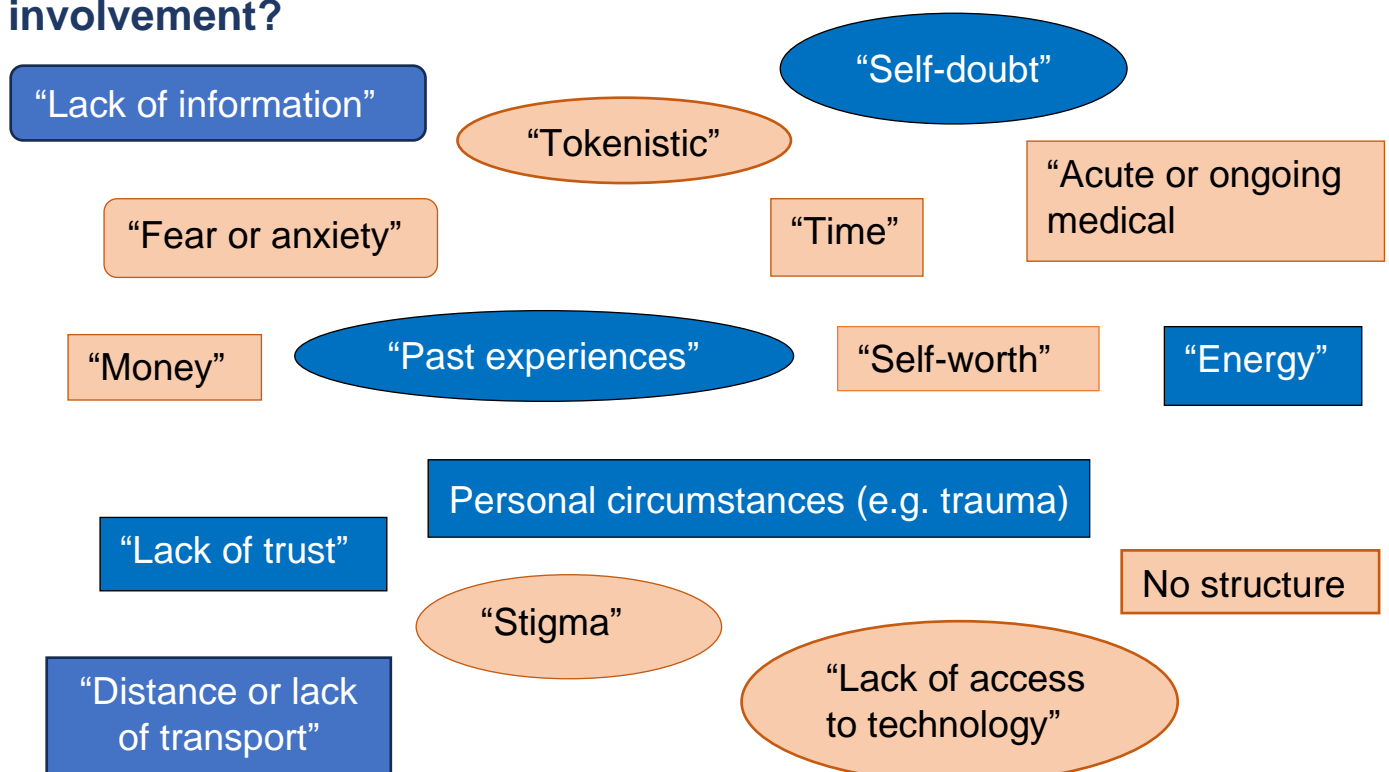 involvement?
“Self-doubt”
“Lack of information”
“Tokenistic”
“Acute or ongoing
medical
“Fear or anxiety”
“Time”
“Money”
“Past experiences”
“Self-worth”
“Energy”
Personal circumstances (e.g. trauma)
“Lack of trust”
No structure
“Stigma”
“Distance or lack
of transport”
“Lack of access
to technology”